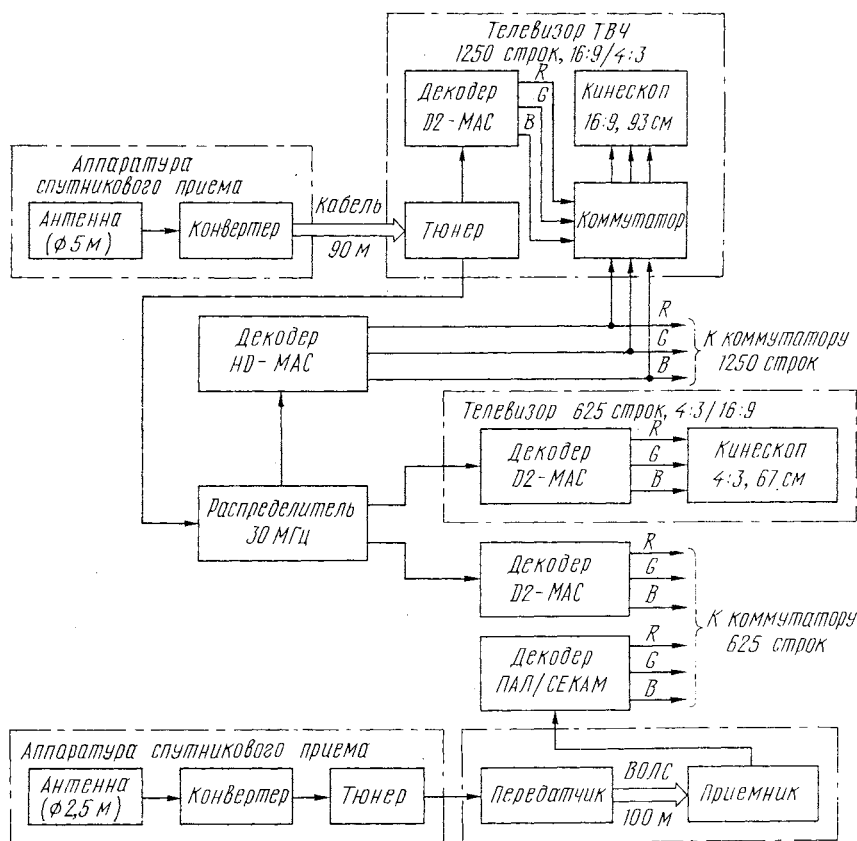 Телевизор ТВЧ
1250 строк, 16:9/4:3
Декодер
D2-MAC
R
G
B
Кинескоп
16:9, 93 см
Аппаратура
спутникового приема
Антенна
(ϕ5 м)
Конвертер
Кабель
90 м
Тюнер
Коммутатор
Декодер
HD-MAC
R
G
B
К коммутатору
1250 строк
Телевизор 625 строк, 4:3/16:9
Декодер
D2-MAC
R
G
B
Кинескоп
4:3, 67 см
Распределитель
30 МГц
Декодер
D2-MAC
R
G
B
К коммутатору
625 строк
Декодер
ПАЛ/СЕКАМ
R
G
B
Аппаратура спутникового приема
Антенна
(ϕ2,5 м)
Конвертер
Тюнер
Передатчик
ВОЛС
100 м
Приемник